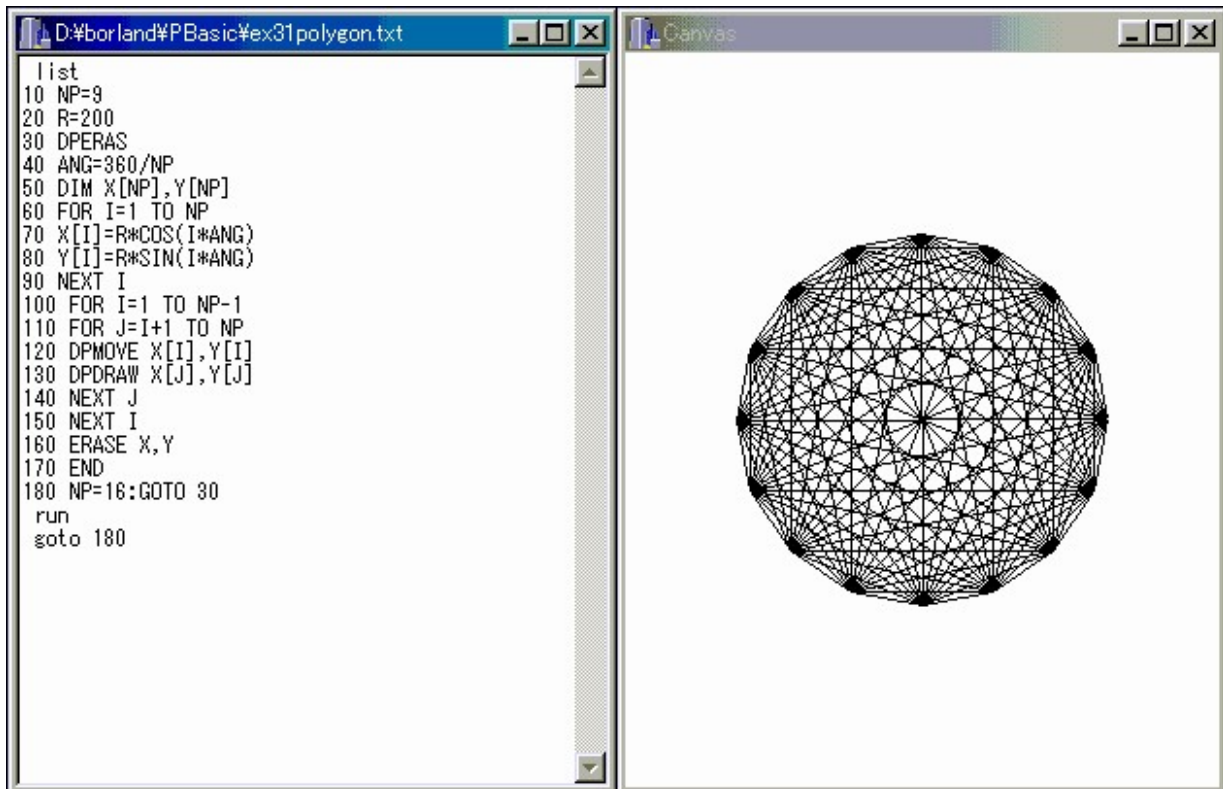 D:¥borland¥PBasic¥ex31polygon.txt
list
10 NP=9
20 R=200
30 DPERAS
40 ANG=360/NP
50 DIM X[NP],Y[NP]
60 FOR I=1 TO NP
70 X[I]=R*COS(I*ANG)
80 Y[I]=R*SIN(I*ANG)
90 NEXT I
100 FOR I=1 TO NP-1
110 FOR J=I+1 TO NP
120 DPMOVE X[I],Y[I]
130 DPDRAW X[J],Y[J]
140 NEXT J
150 NEXT I
160 ERASE X,Y
170 END
180 NP=16:GOTO 30
run
goto 180
Canvas